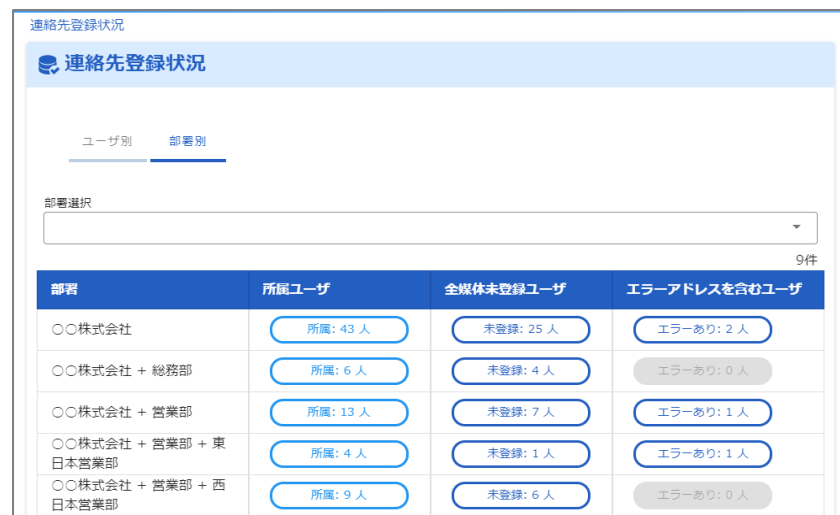 連絡先登録状況
連絡先登録状況
ユーザ別 部署別
部署選択
9件
部署 所属ユーザ 全媒体未登録ユーザ エラーアドレスを含むユーザ
○○株式会社 所属: 43 人 未登録: 25 人 エラーあり: 2 人
○○株式会社 + 総務部 所属: 6 人 未登録: 4 人 エラーあり: 0 人
○○株式会社 + 営業部 所属: 13 人 未登録: 7 人 エラーあり: 1 人
○○株式会社 + 営業部 + 東
日本営業部 所属: 4 人 未登録: 1 人 エラーあり: 1 人
○○株式会社 + 営業部 + 西
日本営業部 所属: 9 人 未登録: 6 人 エラーあり: 0 人